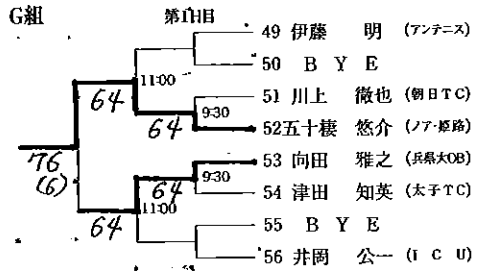 G組 第1日目
49 伊藤 明 (アンテニス)
11:00
50 B Y E
64
51 川上 徹也 (朝日TC)
9:30
64
52 五十棲 悠介 (ノア・姫路)
76
(6)
53 向田 雅之 (兵県大OB)
9:30
64
54 津田 知英 (太子TC)
11:00
64
55 B Y E
56 井岡 公一 (I C U)